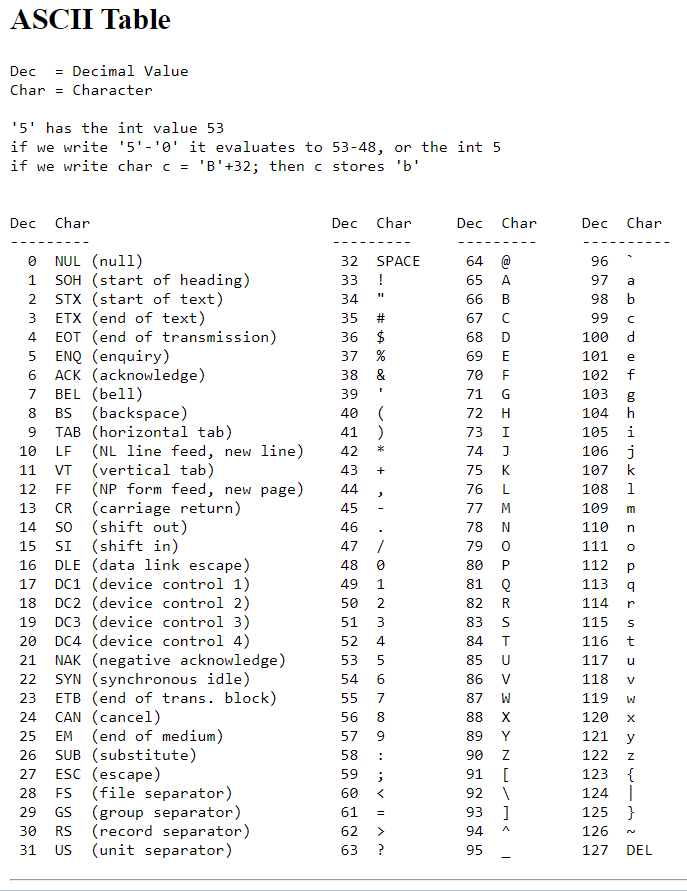 ASCII Table
Dec  = Decimal Value
Char = Character
'5' has the int value 53
if we write '5'-'0' it evaluates to 53-48, or the int 5
if we write char c = 'B'+32; then c stores 'b'
Dec  Char                           Dec  Char     Dec  Char     Dec  Char
---------                           ---------     ---------     ----------
  0  NUL (null)                      32  SPACE     64  @         96  `
  1  SOH (start of heading)          33  !         65  A         97  a
  2  STX (start of text)             34  "         66  B         98  b
  3  ETX (end of text)               35  #         67  C         99  c
  4  EOT (end of transmission)       36  $         68  D        100  d
  5  ENQ (enquiry)                   37  %         69  E        101  e
  6  ACK (acknowledge)               38  &         70  F        102  f
  7  BEL (bell)                      39  '         71  G        103  g
  8  BS  (backspace)                 40  (         72  H        104  h
  9  TAB (horizontal tab)            41  )         73  I        105  i
 10  LF  (NL line feed, new line)    42  *         74  J        106  j
 11  VT  (vertical tab)              43  +         75  K        107  k
 12  FF  (NP form feed, new page)    44  ,         76  L        108  l
 13  CR  (carriage return)           45  -         77  M        109  m
 14  SO  (shift out)                 46  .         78  N        110  n
 15  SI  (shift in)                  47  /         79  O        111  o
 16  DLE (data link escape)          48  0         80  P        112  p
 17  DC1 (device control 1)          49  1         81  Q        113  q
 18  DC2 (device control 2)          50  2         82  R        114  r
 19  DC3 (device control 3)          51  3         83  S        115  s
 20  DC4 (device control 4)          52  4         84  T        116  t
 21  NAK (negative acknowledge)      53  5         85  U        117  u
 22  SYN (synchronous idle)          54  6         86  V        118  v
 23  ETB (end of trans. block)       55  7         87  W        119  w
 24  CAN (cancel)                    56  8         88  X        120  x
 25  EM  (end of medium)             57  9         89  Y        121  y
 26  SUB (substitute)                58  :         90  Z        122  z
 27  ESC (escape)                    59  ;         91  [        123  {
 28  FS  (file separator)            60  <         92  \        124  |
 29  GS  (group separator)           61  =         93  ]        125  }
 30  RS  (record separator)          62  >         94  ^        126  ~
 31  US  (unit separator)            63  ?         95  _        127  DEL